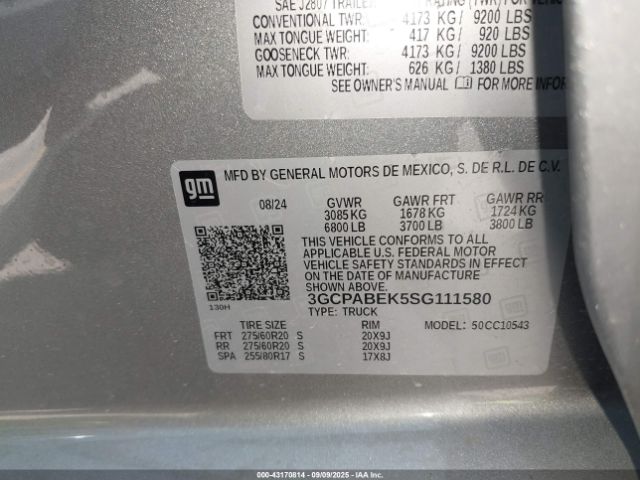 SAE J2807 TRAILER
CONVENTIONAL TWR: 4173 KG/ 9200 LBS
MAX TONGUE WEIGHT: 417 KG / 920 LBS
GOOSENECK TWR: 4173 KG/ 9200 LBS
MAX TONGUE WEIGHT: 626 KG / 1380 LBS
SEE OWNER'S MANUAL FOR MORE INFOR
gm MFD BY GENERAL MOTORS DE MEXICO, S. DE R.L. DE C.V.
08/24 GVWR GAWR FRT GAWR RR
3085 KG 1678 KG 1724 KG
6800 LB 3700 LB 3800 LB
THIS VEHICLE CONFORMS TO ALL
APPLICABLE U.S. FEDERAL MOTOR
VEHICLE SAFETY STANDARDS IN EFFECT
ON THE DATE OF MANUFACTURE
SHOWN ABOVE.
3GCPABEK5SG111580
130H TYPE: TRUCK
TIRE SIZE RIM MODEL: 50CC10543
FRT 275/60R20 S 20X9J
RR 275/60R20 S 20X9J
SPA 255/80R17 S 17X8J
000-43170814 - 09/09/2025 - IAA, Inc.